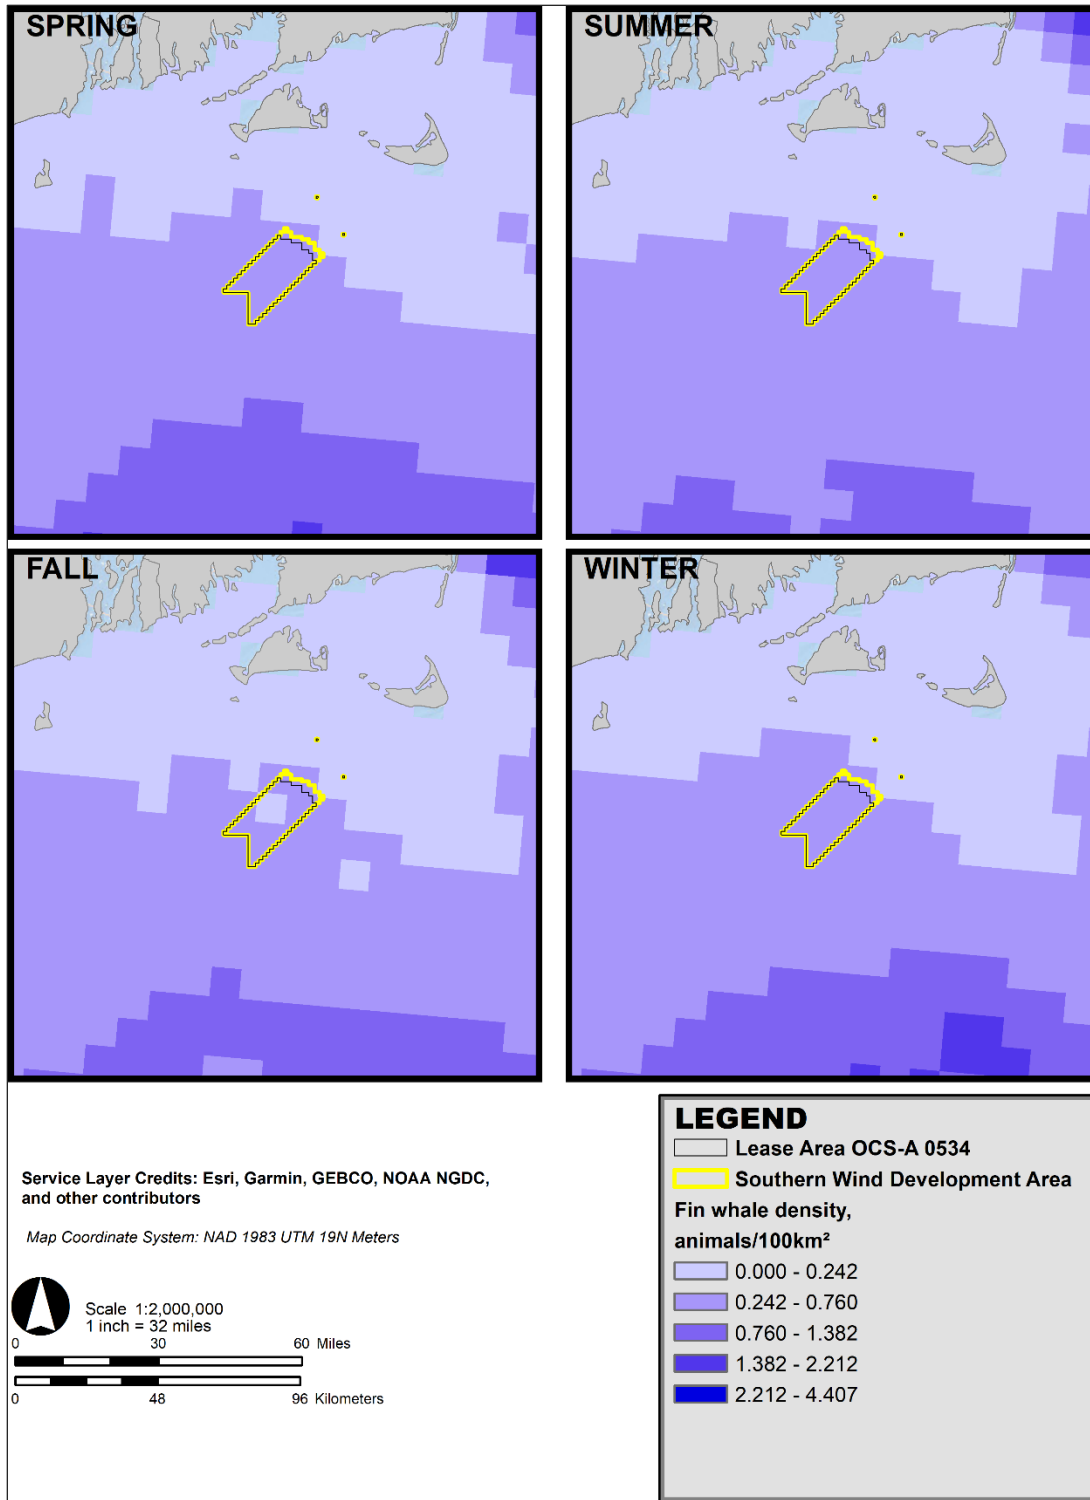 SPRING
SUMMER
FALL
WINTER
Service Layer Credits: Esri, Garmin, GEBCO, NOAA NGDC,
and other contributors
Map Coordinate System: NAD 1983 UTM 19N Meters
Scale 1:2,000,000
1 inch = 32 miles
0 30 60 Miles
0 48 96 Kilometers
LEGEND
Lease Area OCS-A 0534
Southern Wind Development Area
Fin whale density,
animals/100km²
0.000 - 0.242
0.242 - 0.760
0.760 - 1.382
1.382 - 2.212
2.212 - 4.407